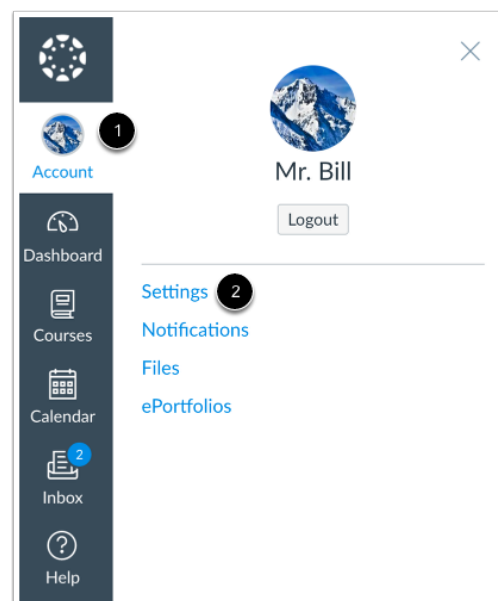 1
Account
Dashboard
Courses
Calendar
2
Inbox
Help
Mr. Bill
Logout
Settings 2
Notifications
Files
ePortfolios